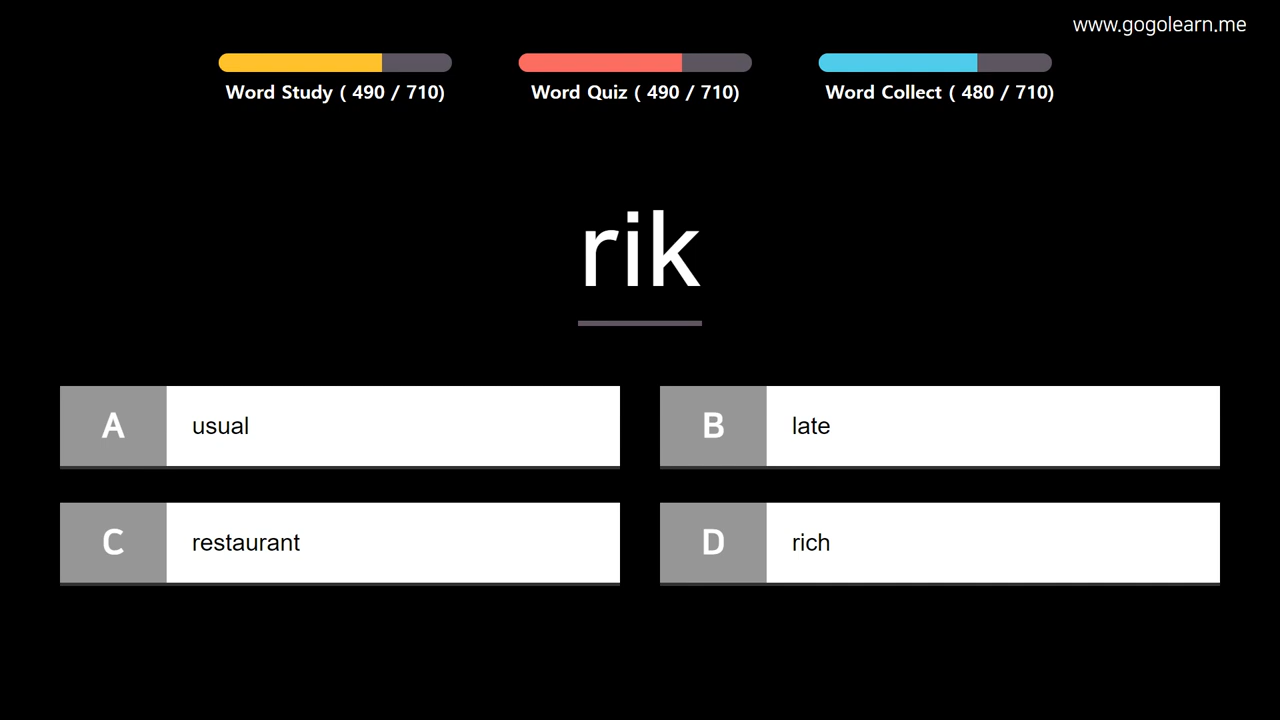 www.gogolearn.me
Word Study ( 490 / 710)
Word Quiz ( 490 / 710)
Word Collect ( 480 / 710)
rik
A usual
B late
C restaurant
D rich